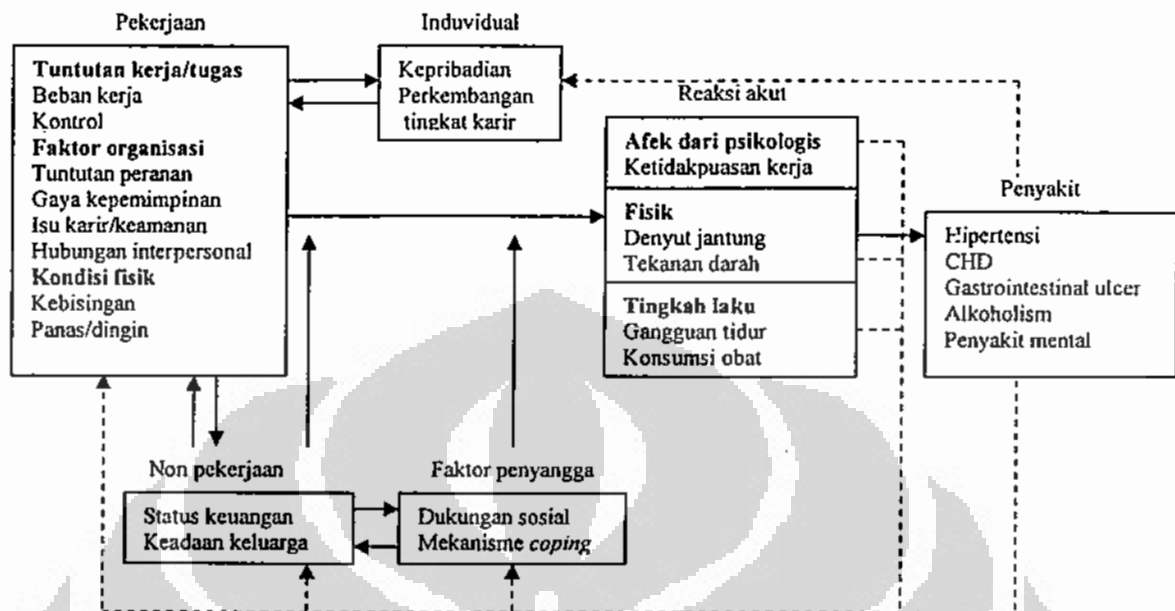 Pekerjaan
Tuntutan kerja/tugas
Beban kerja
Kontrol
Faktor organisasi
Tuntutan peranan
Gaya kepemimpinan
Isu karir/keamanan
Hubungan interpersonal
Kondisi fisik
Kebisingan
Panas/dingin
Induvidual
Kepribadian
Perkembangan
tingkat karir
Reaksi akut
Afek dari psikologis
Ketidakpuasan kerja
Fisik
Denyut jantung
Tekanan darah
Tingkah laku
Gangguan tidur
Konsumsi obat
Penyakit
Hipertensi
CHD
Gastrointestinal ulcer
Alkoholism
Penyakit mental
Non pekerjaan
Status keuangan
Keadaan keluarga
Faktor penyangga
Dukungan sosial
Mekanisme coping